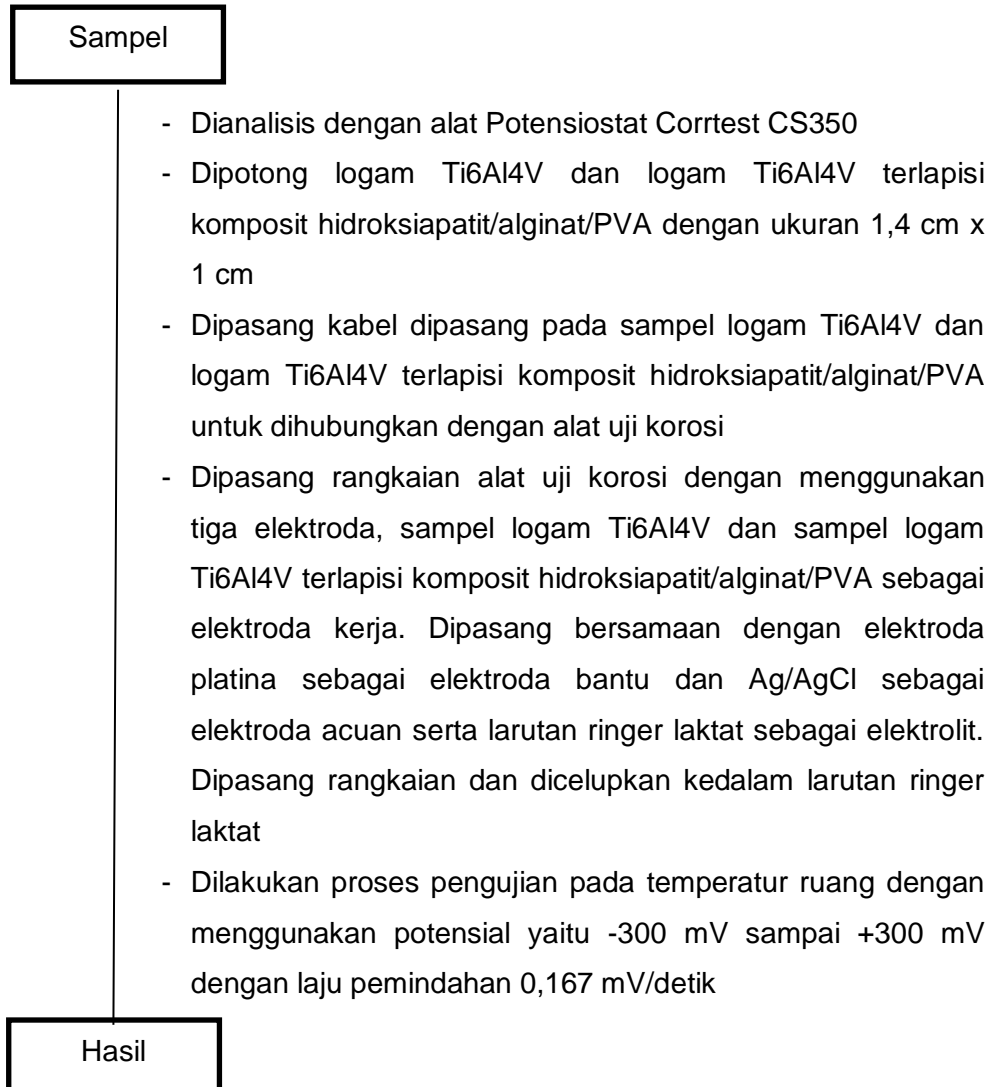 Sampel
- Dianalisis dengan alat Potensiostat Corrtest CS350
- Dipotong logam Ti6Al4V dan logam Ti6Al4V terlapisi
komposit hidroksiapatit/alginat/PVA dengan ukuran 1,4 cm x
1 cm
- Dipasang kabel dipasang pada sampel logam Ti6Al4V dan
logam Ti6Al4V terlapisi komposit hidroksiapatit/alginat/PVA
untuk dihubungkan dengan alat uji korosi
- Dipasang rangkaian alat uji korosi dengan menggunakan
tiga elektroda, sampel logam Ti6Al4V dan sampel logam
Ti6Al4V terlapisi komposit hidroksiapatit/alginat/PVA sebagai
elektroda kerja. Dipasang bersamaan dengan elektroda
platina sebagai elektroda bantu dan Ag/AgCl sebagai
elektroda acuan serta larutan ringer laktat sebagai elektrolit.
Dipasang rangkaian dan dicelupkan kedalam larutan ringer
laktat
- Dilakukan proses pengujian pada temperatur ruang dengan
menggunakan potensial yaitu -300 mV sampai +300 mV
dengan laju pemindahan 0,167 mV/detik
Hasil